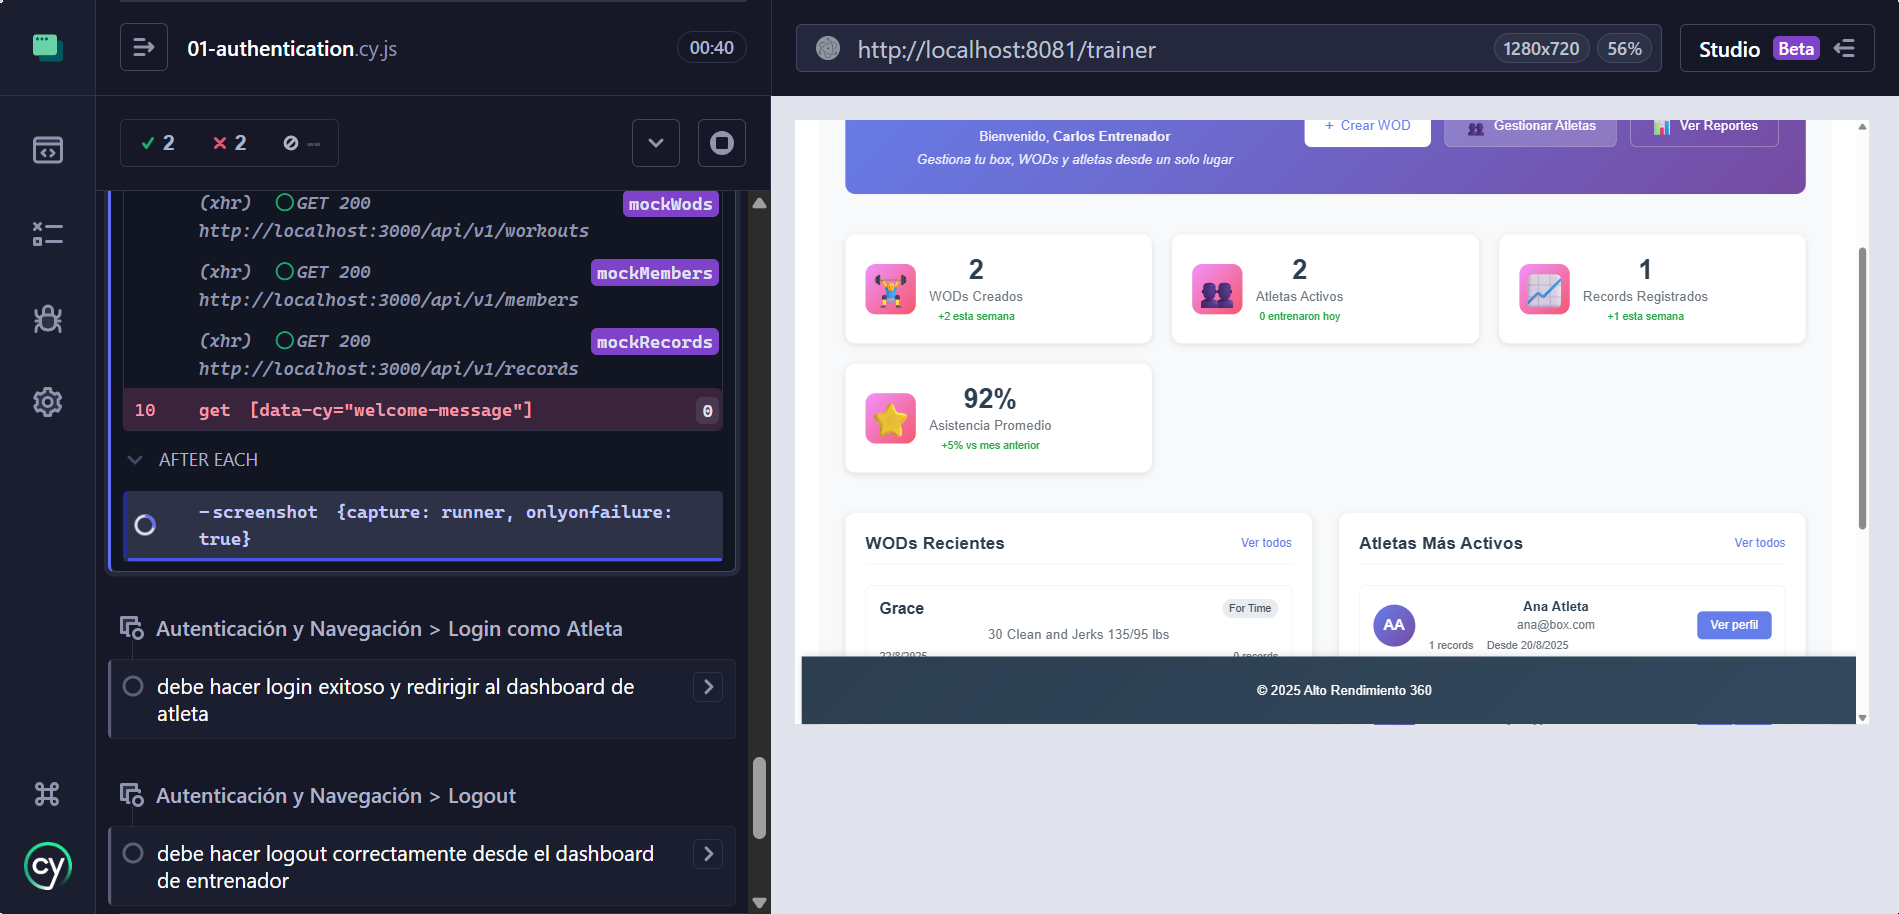 01-authentication.cy.js
00:40
2
2
--
(xhr) GET 200
mockWods
http://localhost:3000/api/v1/workouts
(xhr) GET 200
mockMembers
http://localhost:3000/api/v1/members
(xhr) GET 200
mockRecords
http://localhost:3000/api/v1/records
10 get [data-cy="welcome-message"] 0
AFTER EACH
-screenshot {capture: runner, onlyonfailure:
true}
Autenticación y Navegación > Login como Atleta
debe hacer login exitoso y redirigir al dashboard de
atleta
Autenticación y Navegación > Logout
debe hacer logout correctamente desde el dashboard
de entrenador
cy
http://localhost:8081/trainer
1280x720
56%
Studio Beta
Bienvenido, Carlos Entrenador
Gestiona tu box, WODs y atletas desde un solo lugar
+ Crear WOD
Gestionar Atletas
Ver Reportes
2
WODs Creados
+2 esta semana
2
Atletas Activos
0 entrenaron hoy
1
Records Registrados
+1 esta semana
92%
Asistencia Promedio
+5% vs mes anterior
WODs Recientes
Ver todos
Grace
For Time
30 Clean and Jerks 135/95 lbs
22/8/2025
0 records
Atletas Más Activos
Ver todos
AA
Ana Atleta
ana@box.com
1 records Desde 20/8/2025
Ver perfil
© 2025 Alto Rendimiento 360